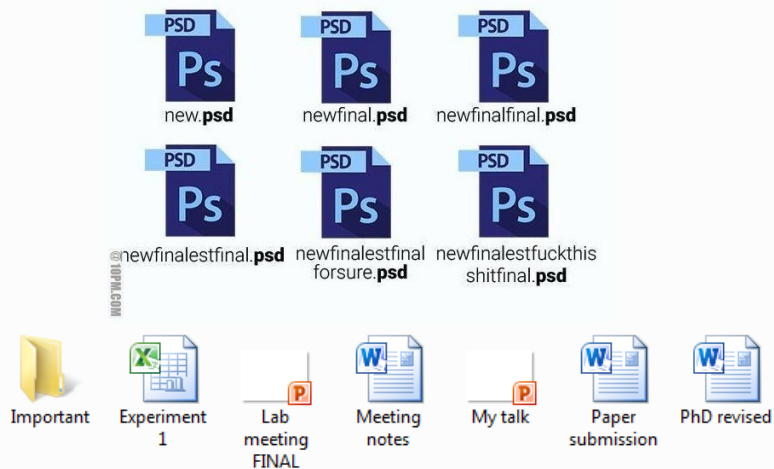 PSD PSD PSD
Ps Ps Ps
new.psd newfinal.psd newfinalfinal.psd
PSD PSD PSD
Ps Ps Ps
newfinalestfinal.psd newfinalestfinal newfinalestfuckthis
forsure.psd shitfinal.psd
@10PM.COM
X W W W
P P
Important Experiment Lab Meeting My talk Paper PhD revised
1 meeting notes submission
FINAL